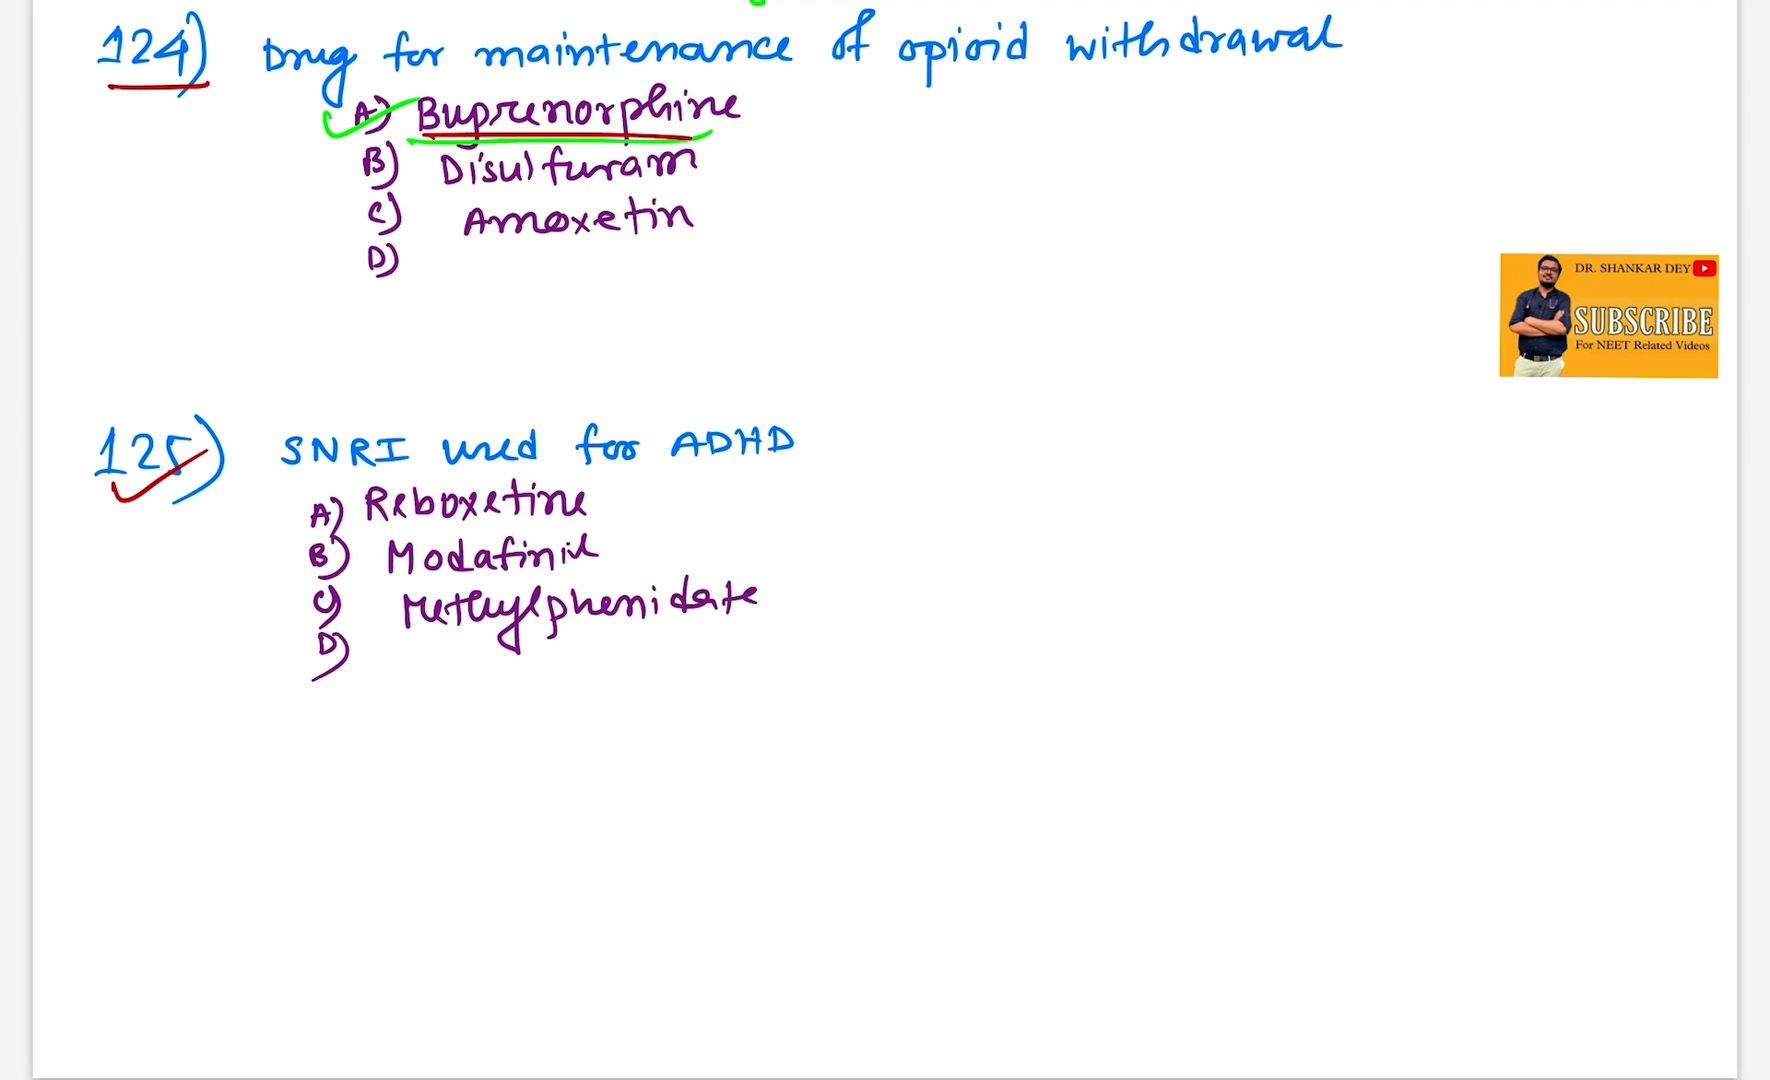 124) Drug for maintenance of opioid withdrawal
A) Buprenorphine
B) Disulfuram
C) Amoxetin
D)
DR. SHANKAR DEY
SUBSCRIBE
For NEET Related Videos
125) SNRI used for ADHD
A) Reboxetine
B) Modafinil
C) Methylphenidate
D)